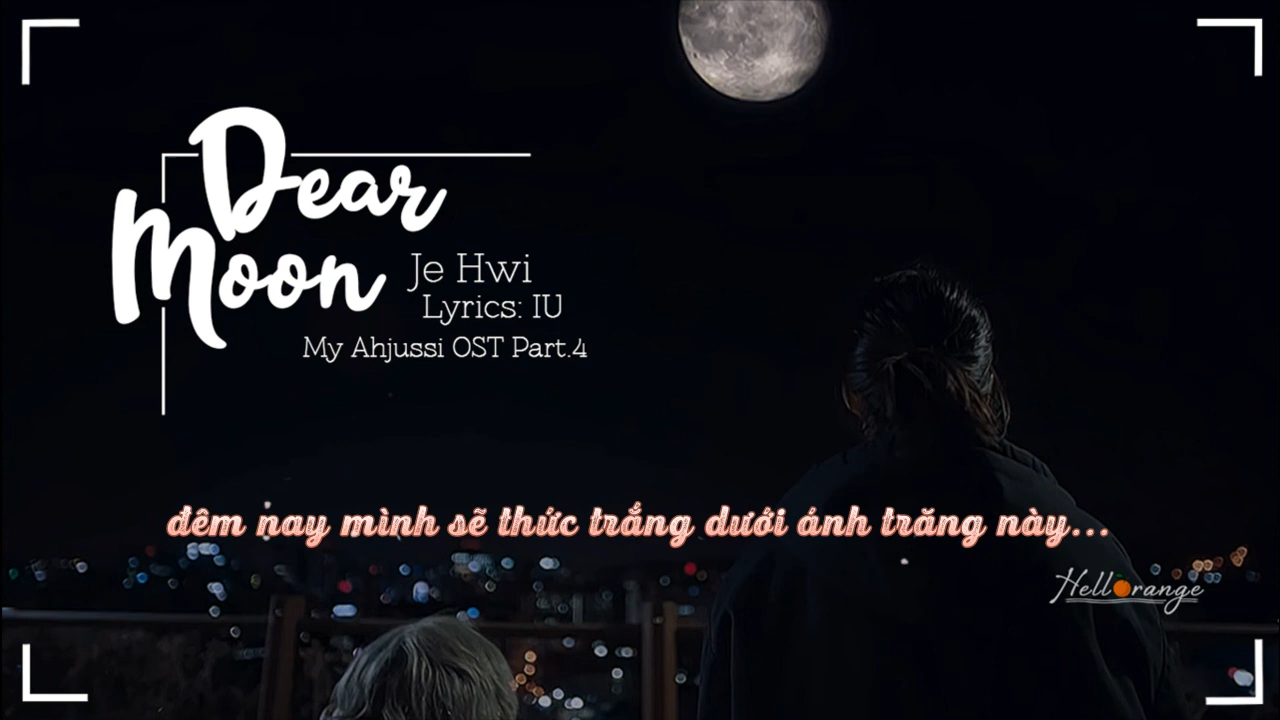 Dear
Moon
Je Hwi
Lyrics: IU
My Ahjussi OST Part.4
đêm nay mình sẽ thức trắng dưới ánh trăng này...
Hellorange